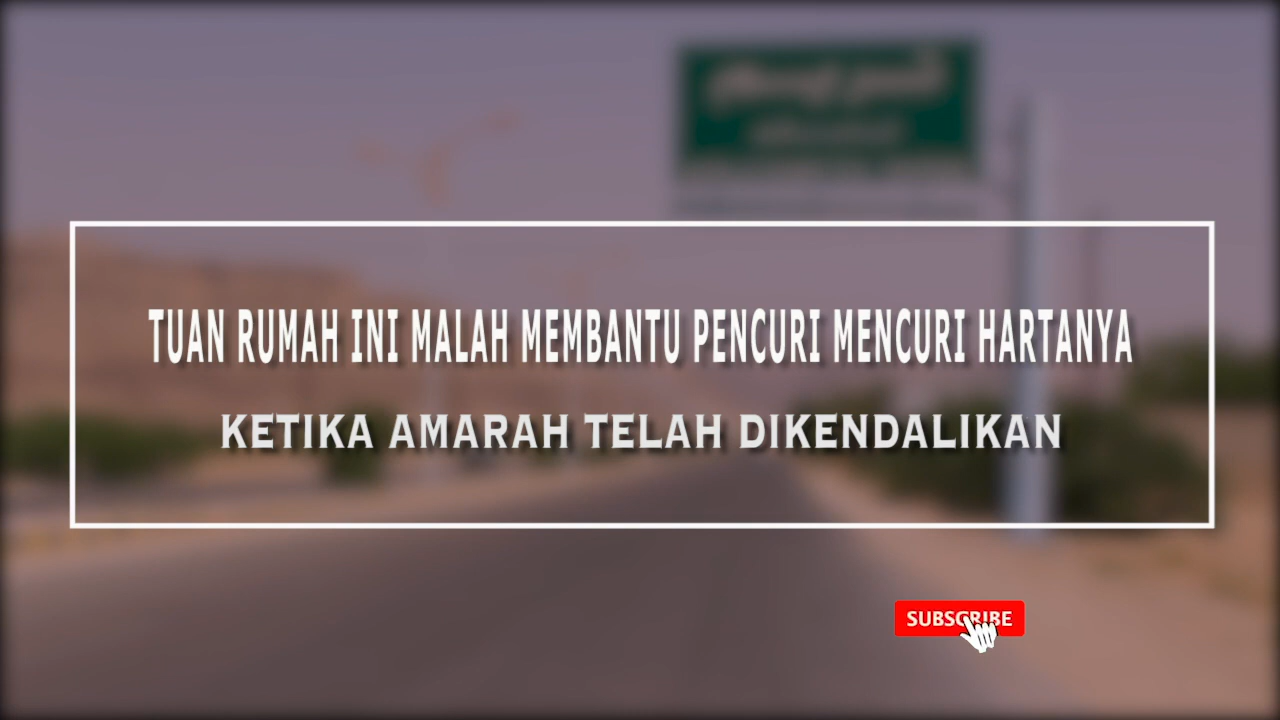 TUAN RUMAH INI MALAH MEMBANTU PENCURI MENCURI HARTANYA
KETIKA AMARAH TELAH DIKENDALIKAN
SUBSCRIBE